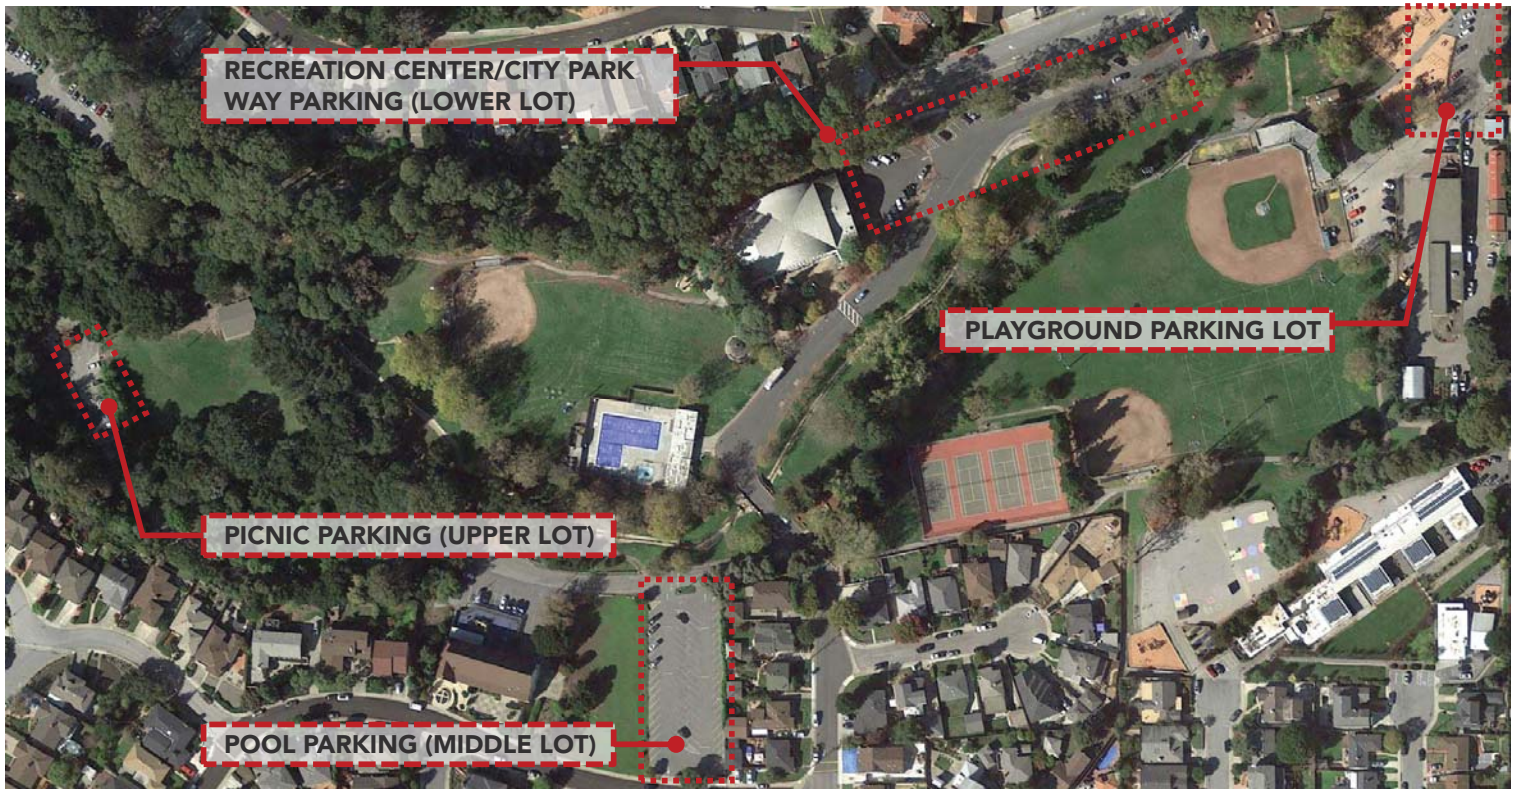 RECREATION CENTER/CITY PARK
WAY PARKING (LOWER LOT)
PLAYGROUND PARKING LOT
PICNIC PARKING (UPPER LOT)
POOL PARKING (MIDDLE LOT)